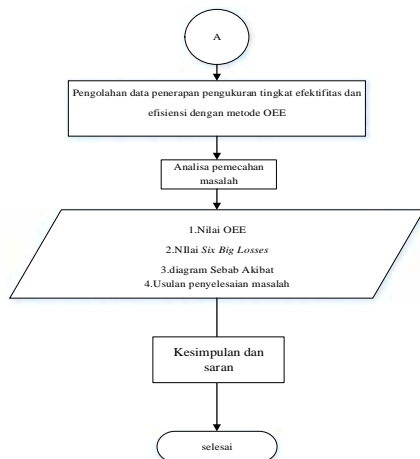 A
Pengolahan data penerapan pengukuran tingkat efektifitas dan
efisiensi dengan metode OEE
Analisa pemecahan
masalah
1.Nilai OEE
2.NIlai Six Big Losses
3.diagram Sebab Akibat
4.Usulan penyelesaian masalah
Kesimpulan dan
saran
selesai